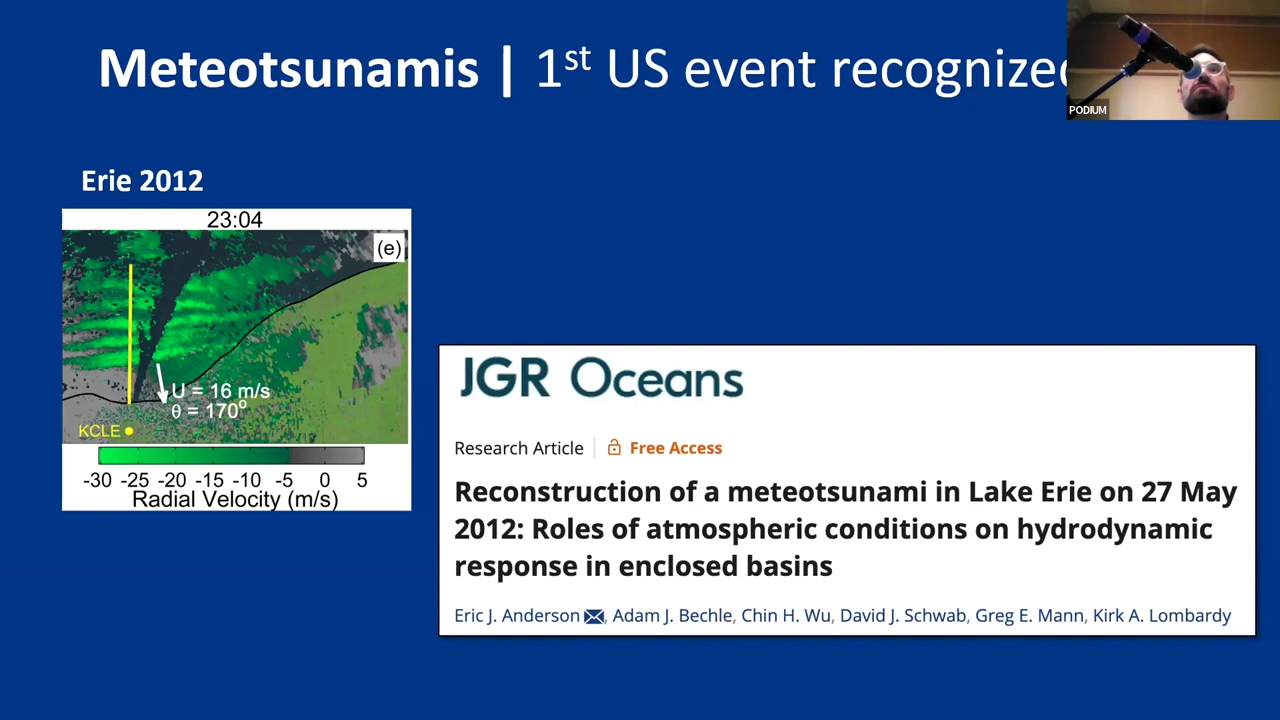 Meteotsunamis | 1st US event recognized
PODIUM
Erie 2012
23:04
(e)
U = 16 m/s
θ = 170°
KCLE
-30 -25 -20 -15 -10 -5 0 5
Radial Velocity (m/s)
JGR Oceans
Research Article | Free Access
Reconstruction of a meteotsunami in Lake Erie on 27 May
2012: Roles of atmospheric conditions on hydrodynamic
response in enclosed basins
Eric J. Anderson, Adam J. Bechle, Chin H. Wu, David J. Schwab, Greg E. Mann, Kirk A. Lombardy